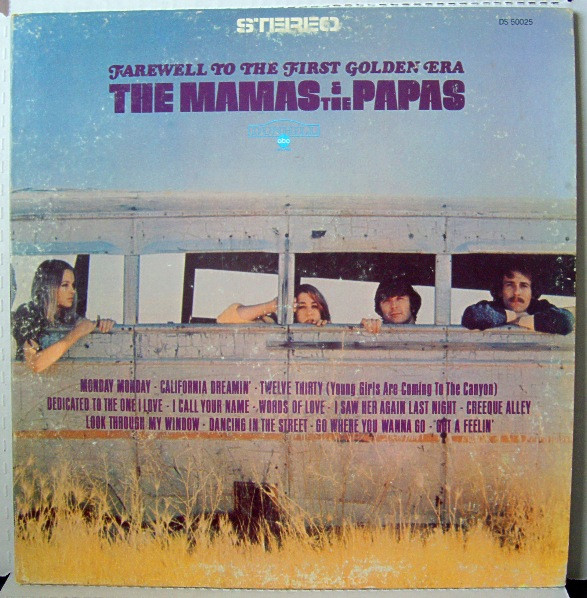 STEREO
DS 50025
FAREWELL TO THE FIRST GOLDEN ERA
THE MAMAS & THE PAPAS
DUNHILL
abc
MONDAY MONDAY - CALIFORNIA DREAMIN' - TWELVE THIRTY (Young Girls Are Coming To The Canyon)
DEDICATED TO THE ONE I LOVE - I CALL YOUR NAME - WORDS OF LOVE - I SAW HER AGAIN LAST NIGHT - CREEQUE ALLEY
LOOK THROUGH MY WINDOW - DANCING IN THE STREET - GO WHERE YOU WANNA GO - 'GOT A FEELIN'